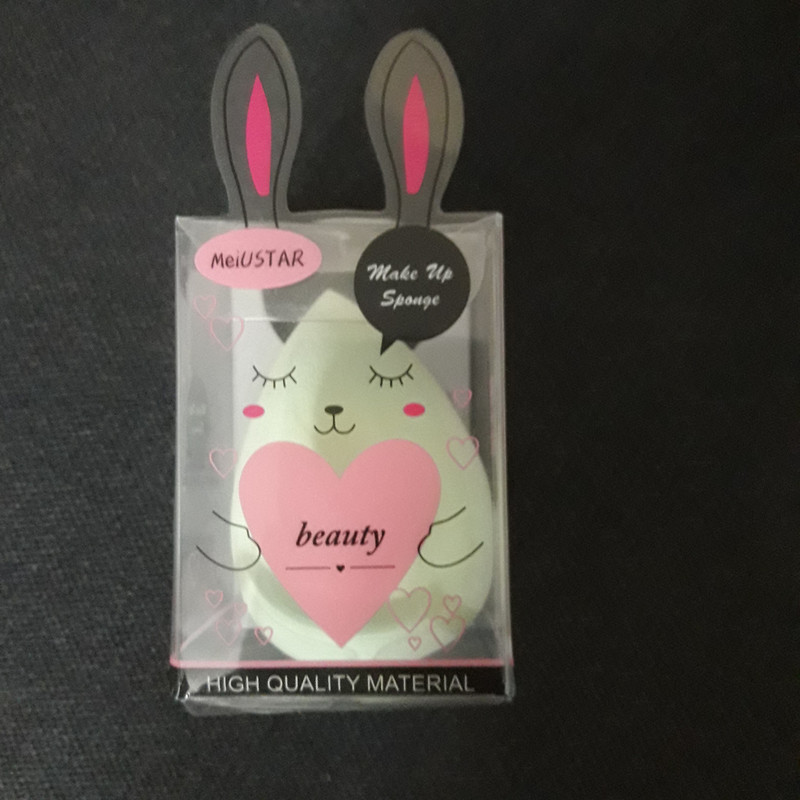 MeiUSTAR
Make Up
Sponge
beauty
HIGH QUALITY MATERIAL